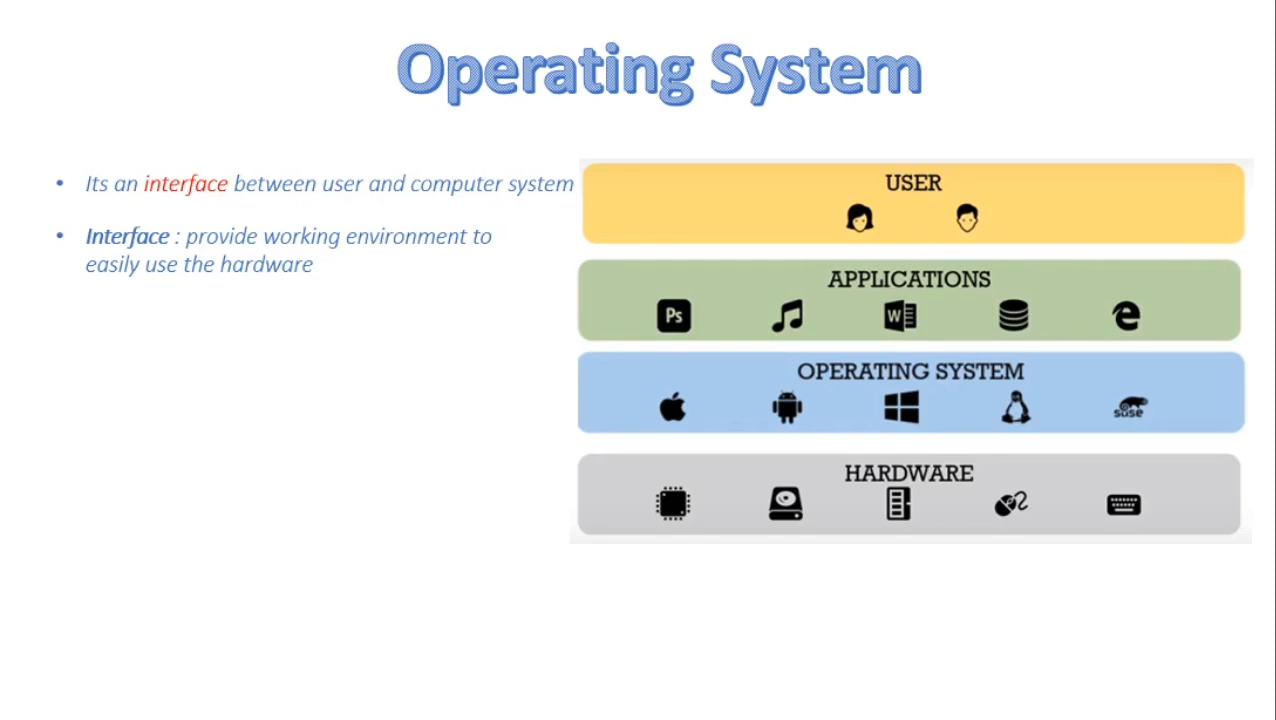 Operating System
• Its an interface between user and computer system
• Interface : provide working environment to
easily use the hardware
USER
APPLICATIONS
Ps
W
OPERATING SYSTEM
SUSE
HARDWARE